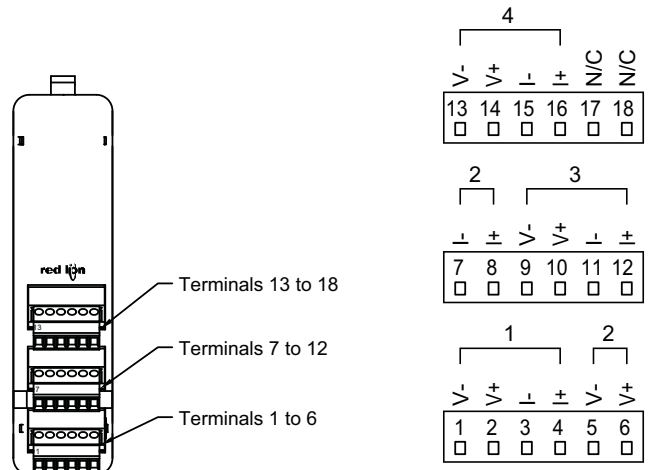 red lion
13
7
1
Terminals 13 to 18
Terminals 7 to 12
Terminals 1 to 6
4
V- V+ I- I+ N/C N/C
13 14 15 16 17 18
2 3
I- I+ V- V+ I- I+
7 8 9 10 11 12
1 2
V- V+ I- I+ V- V+
1 2 3 4 5 6